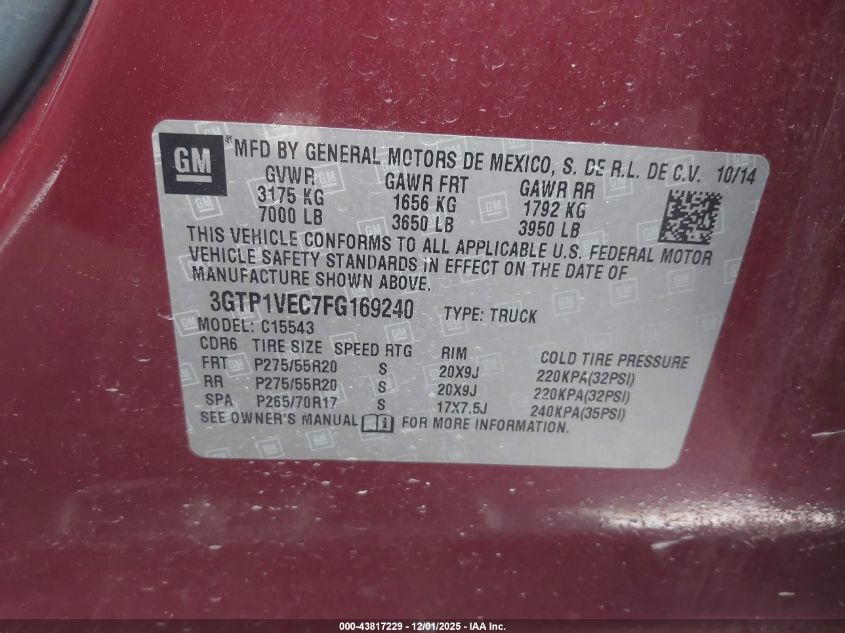 GM ® MFD BY GENERAL MOTORS DE MEXICO, S. DE R.L. DE C.V. 10/14
GVWR GAWR FRT GAWR RR
3175 KG 1656 KG 1792 KG
7000 LB 3650 LB 3950 LB
THIS VEHICLE CONFORMS TO ALL APPLICABLE U.S. FEDERAL MOTOR
VEHICLE SAFETY STANDARDS IN EFFECT ON THE DATE OF
MANUFACTURE SHOWN ABOVE.
3GTP1VEC7FG169240 TYPE: TRUCK
MODEL: C15543
CDR6 TIRE SIZE SPEED RTG RIM COLD TIRE PRESSURE
FRT P275/55R20 S 20X9J 220KPA(32PSI)
RR P275/55R20 S 20X9J 220KPA(32PSI)
SPA P265/70R17 S 17X7.5J 240KPA(35PSI)
SEE OWNER'S MANUAL i FOR MORE INFORMATION.
000-43817229 - 12/01/2025 - IAA Inc.